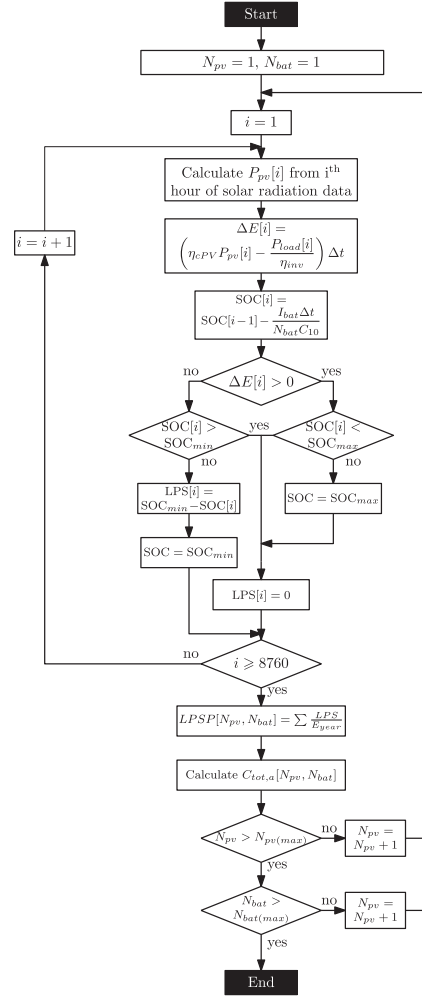 Start
N_{pv} = 1, N_{bat} = 1
i = 1
Calculate P_{pv}[i] from i^{th}
hour of solar radiation data
i = i + 1
ΔE[i] =
(η_{cPV} P_{pv}[i] − \frac{P_{load}[i]}{η_{inv}}) Δt
SOC[i] =
SOC[i−1] − \frac{I_{bat}Δt}{N_{bat}C_{10}}
no
ΔE[i] > 0
yes
SOC[i] >
SOC_{min}
yes
SOC[i] <
SOC_{max}
no
no
LPS[i] =
SOC_{min}−SOC[i]
SOC = SOC_{max}
SOC = SOC_{min}
LPS[i] = 0
no
i ⩾ 8760
yes
LPSP[N_{pv}, N_{bat}] = ∑ \frac{LPS}{E_{year}}
Calculate C_{tot,a}[N_{pv}, N_{bat}]
N_{pv} > N_{pv(max)}
no
N_{pv} =
N_{pv} + 1
yes
N_{bat} >
N_{bat(max)}
no
N_{pv} =
N_{pv} + 1
yes
End